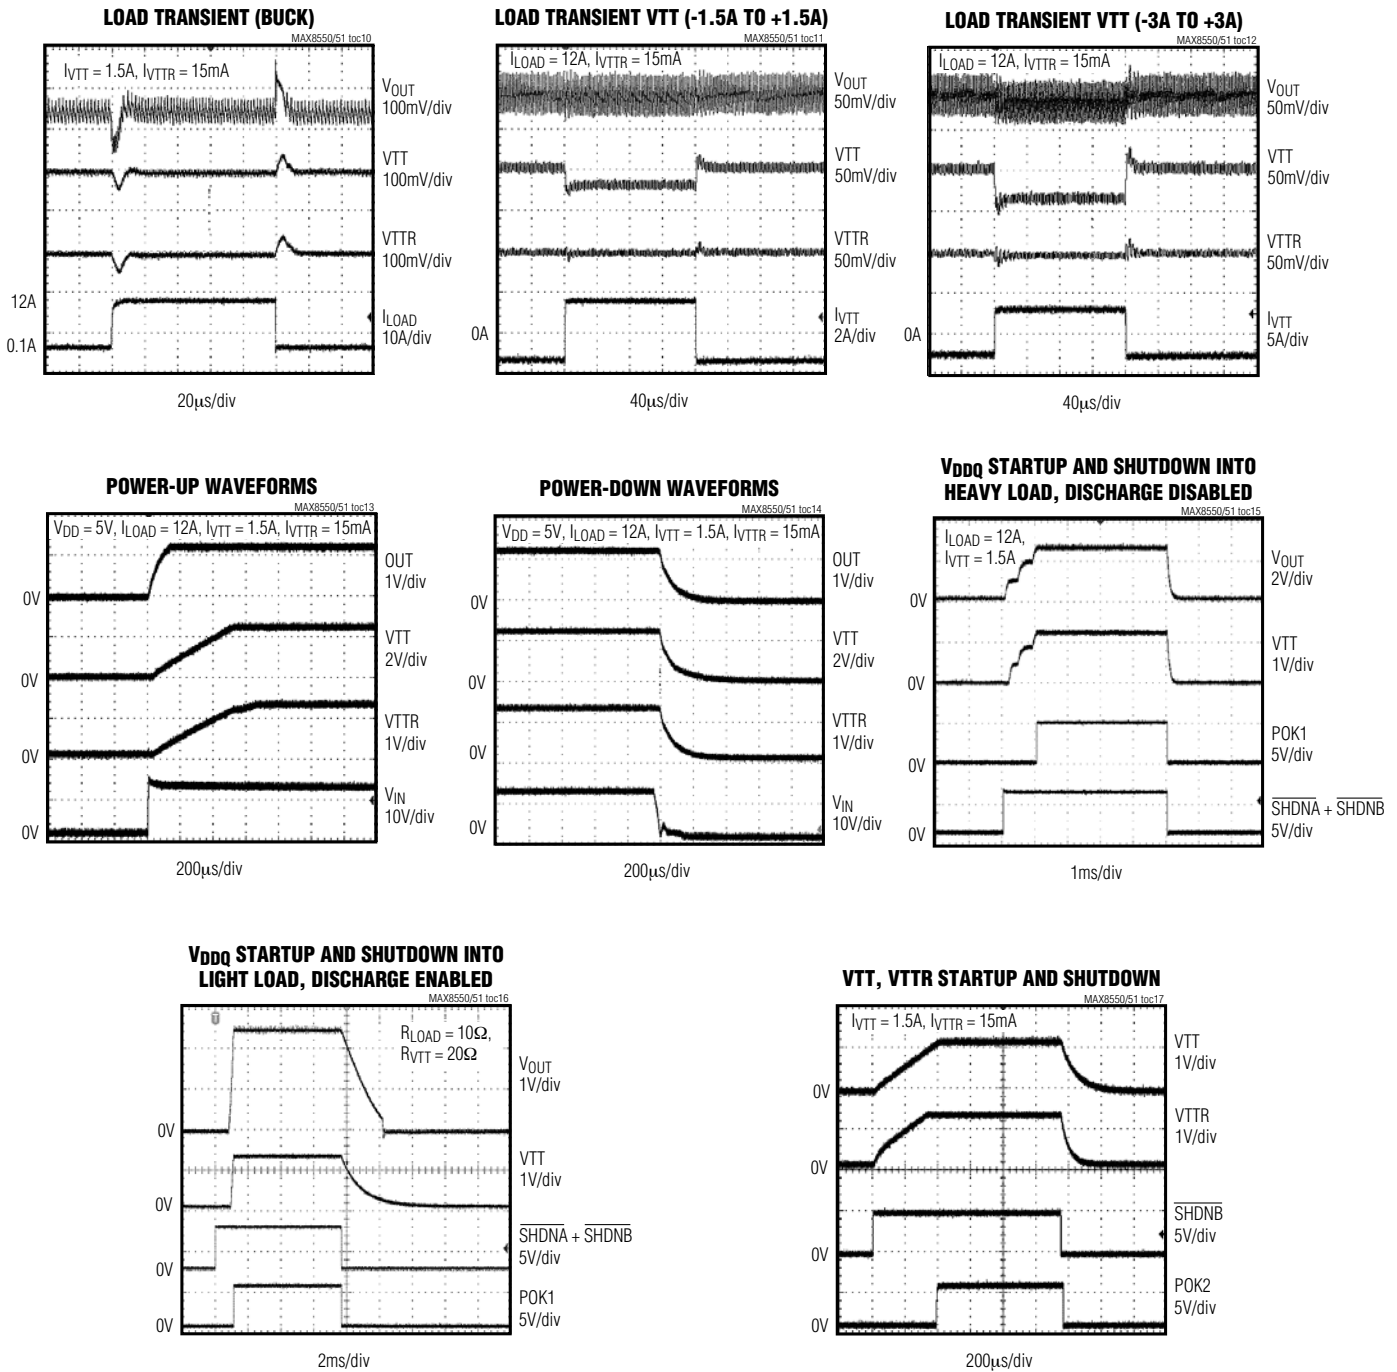 LOAD TRANSIENT (BUCK)
MAX8550/51 toc10
IVTT = 1.5A, IVTTR = 15mA
VOUT
100mV/div
VTT
100mV/div
VTTR
100mV/div
12A
ILOAD
10A/div
0.1A
20μs/div
LOAD TRANSIENT VTT (-1.5A TO +1.5A)
MAX8550/51 toc11
ILOAD = 12A, IVTTR = 15mA
VOUT
50mV/div
VTT
50mV/div
VTTR
50mV/div
0A
IVTT
2A/div
40μs/div
LOAD TRANSIENT VTT (-3A TO +3A)
MAX8550/51 toc12
ILOAD = 12A, IVTTR = 15mA
VOUT
50mV/div
VTT
50mV/div
VTTR
50mV/div
0A
IVTT
5A/div
40μs/div
POWER-UP WAVEFORMS
MAX8550/51 toc13
VDD = 5V, ILOAD = 12A, IVTT = 1.5A, IVTTR = 15mA
OUT
1V/div
0V
VTT
2V/div
0V
VTTR
1V/div
0V
VIN
10V/div
0V
200μs/div
POWER-DOWN WAVEFORMS
MAX8550/51 toc14
VDD = 5V, ILOAD = 12A, IVTT = 1.5A, IVTTR = 15mA
OUT
1V/div
0V
VTT
2V/div
0V
VTTR
1V/div
0V
VIN
10V/div
0V
200μs/div
VDDQ STARTUP AND SHUTDOWN INTO
HEAVY LOAD, DISCHARGE DISABLED
MAX8550/51 toc15
ILOAD = 12A,
IVTT = 1.5A
VOUT
2V/div
0V
VTT
1V/div
0V
POK1
5V/div
0V
SHDNA + SHDNB
5V/div
0V
1ms/div
VDDQ STARTUP AND SHUTDOWN INTO
LIGHT LOAD, DISCHARGE ENABLED
MAX8550/51 toc16
RLOAD = 10Ω,
RVTT = 20Ω
VOUT
1V/div
0V
VTT
1V/div
0V
SHDNA + SHDNB
5V/div
0V
POK1
5V/div
0V
2ms/div
VTT, VTTR STARTUP AND SHUTDOWN
MAX8550/51 toc17
IVTT = 1.5A, IVTTR = 15mA
VTT
1V/div
0V
VTTR
1V/div
0V
SHDNB
5V/div
0V
POK2
5V/div
0V
200μs/div